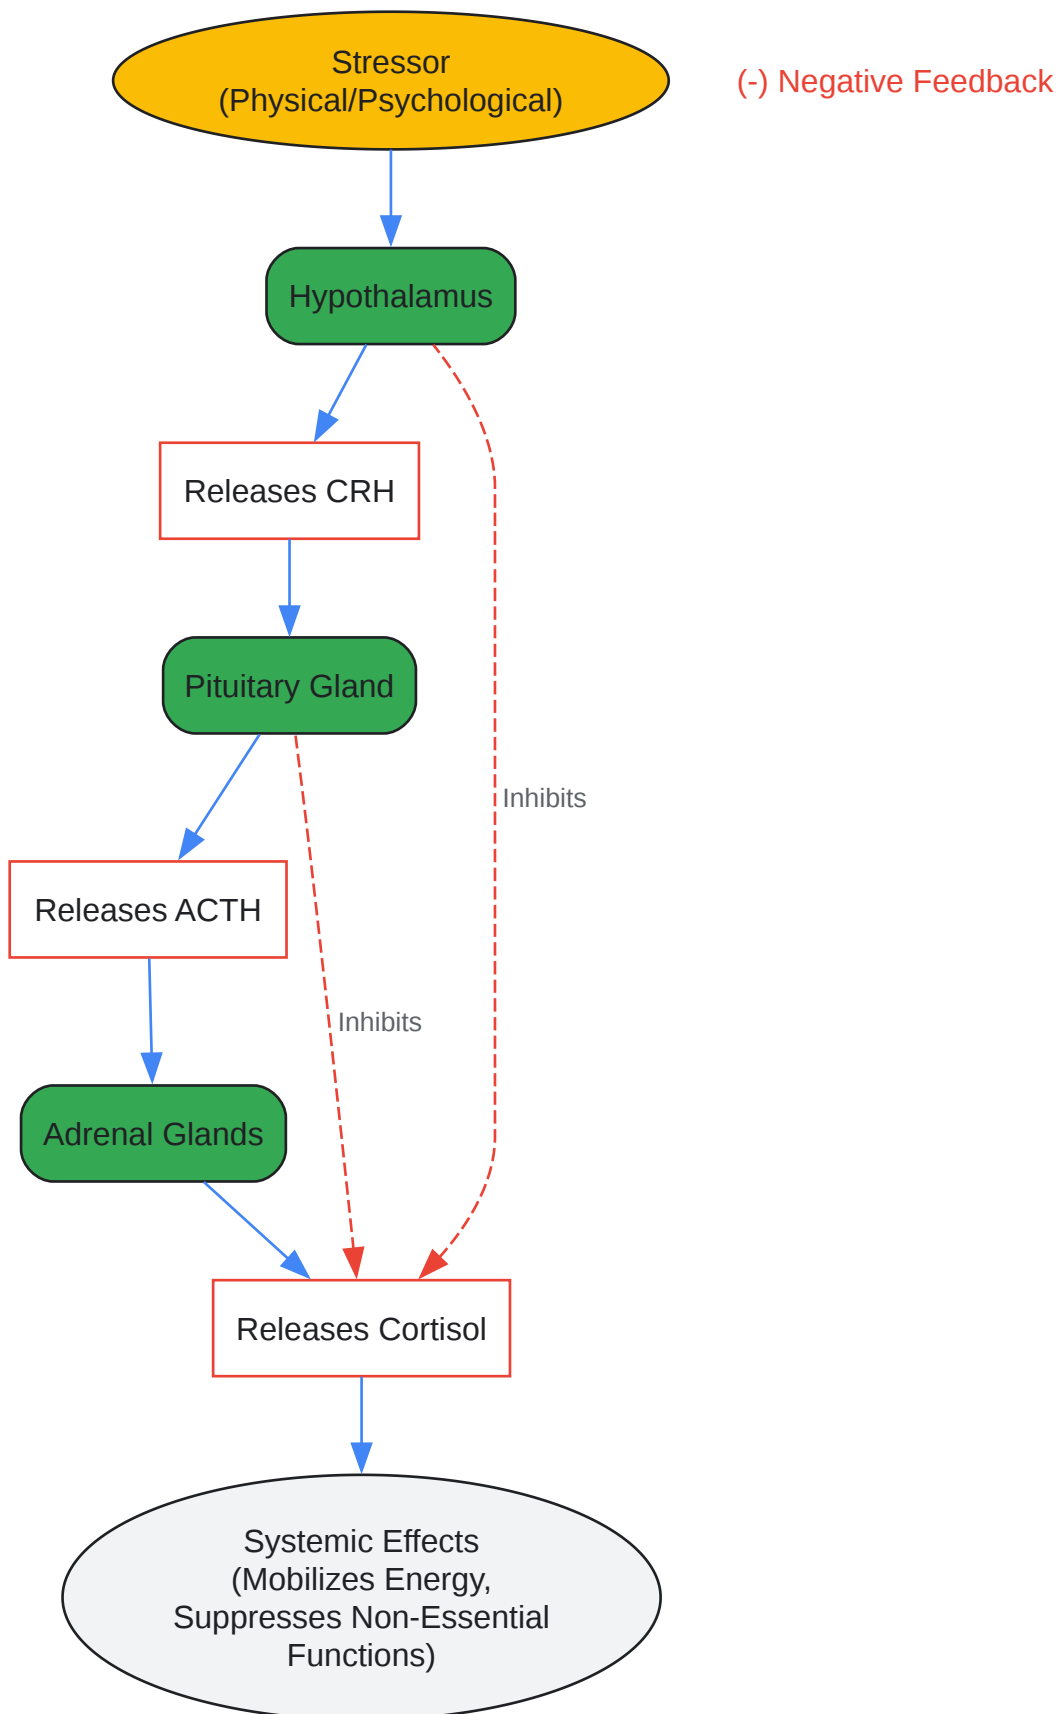 Stressor
(Physical/Psychological)
(-) Negative Feedback
Hypothalamus
Releases CRH
Pituitary Gland
Inhibits
Releases ACTH
Inhibits
Adrenal Glands
Releases Cortisol
Systemic Effects
(Mobilizes Energy,
Suppresses Non-Essential
Functions)